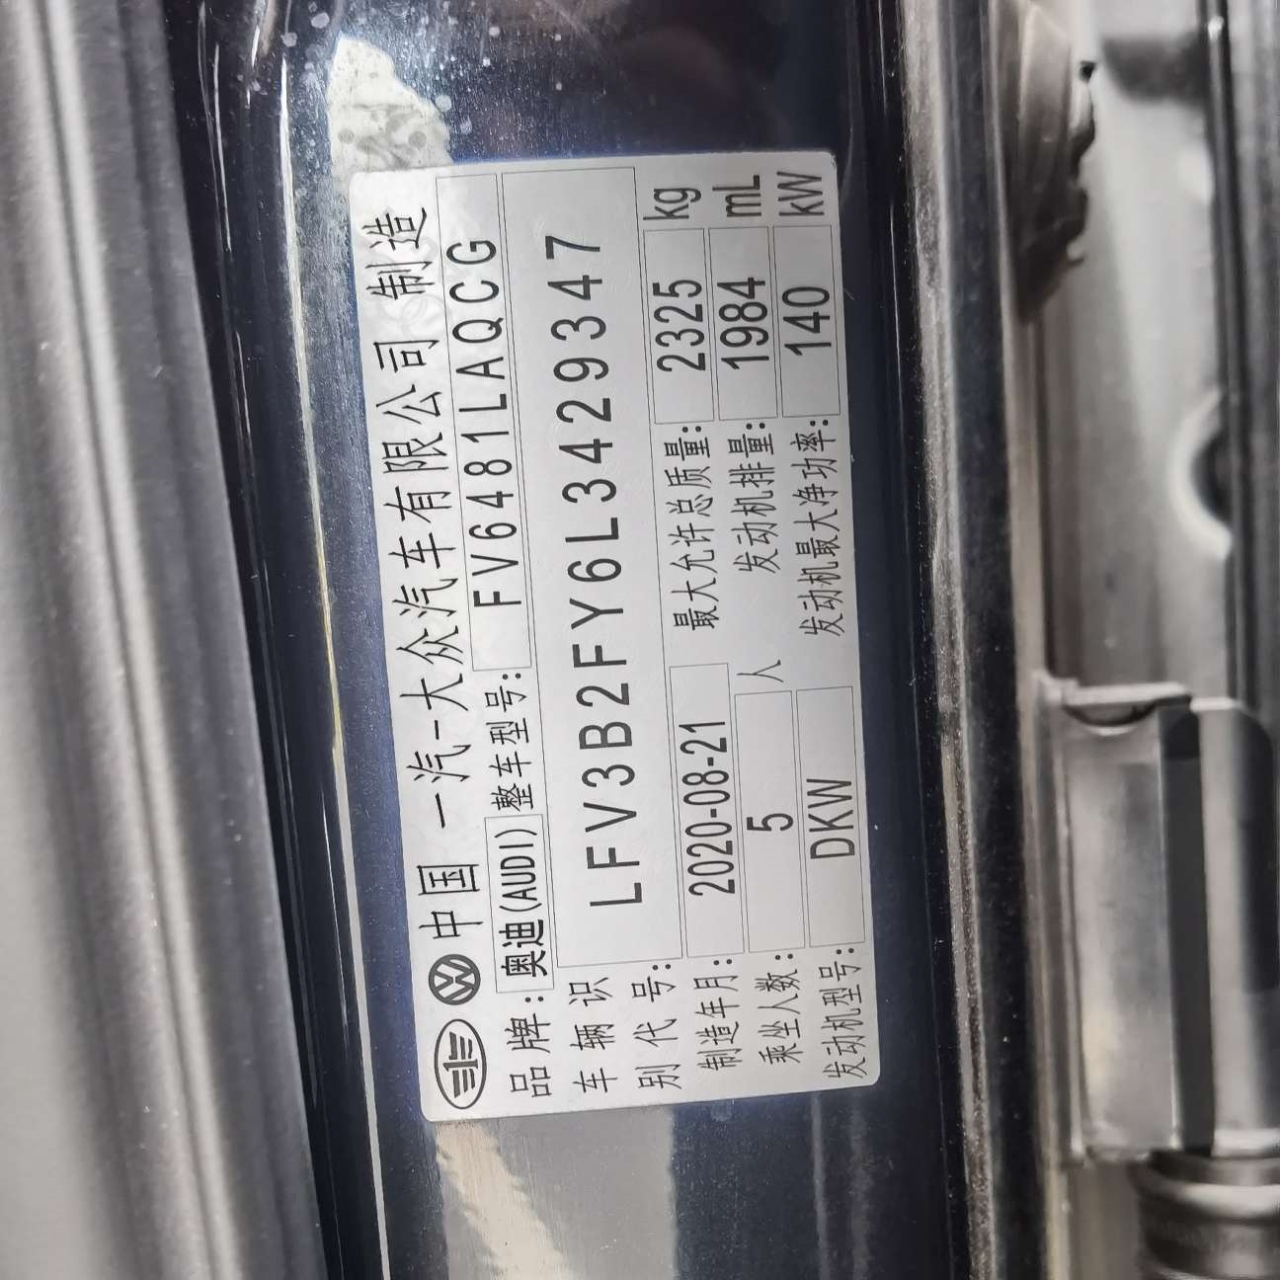 中国 一汽-大众汽车有限公司 制造
品牌: 奥迪(AUDI) 整车型号: FV6481LAQCG
车辆识别代号: LFV3B2FY6L3429347
制造年月: 2020-08-21 最大允许总质量: 2325 kg
乘坐人数: 5 人 发动机排量: 1984 mL
发动机型号: DKW 发动机最大净功率: 140 kW